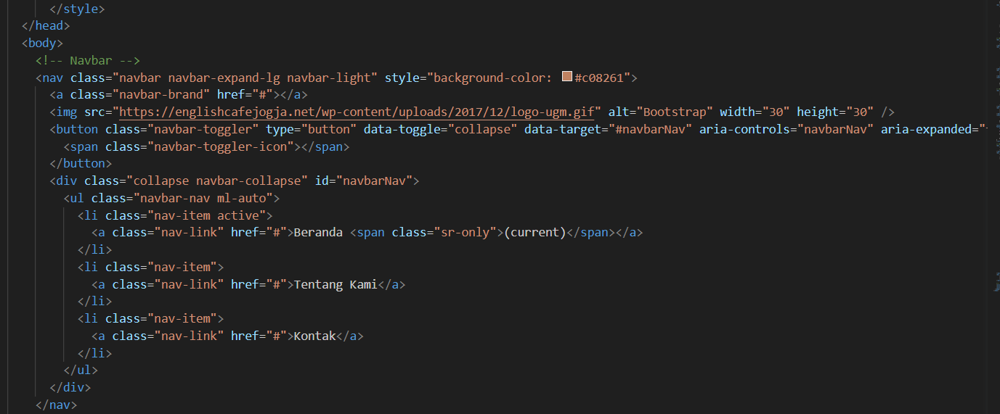 </style>
</head>
<body>
<!-- Navbar -->
<nav class="navbar navbar-expand-lg navbar-light" style="background-color: #c08261">
<a class="navbar-brand" href="#"></a>
<img src="https://englishcafejogja.net/wp-content/uploads/2017/12/logo-ugm.gif" alt="Bootstrap" width="30" height="30" />
<button class="navbar-toggler" type="button" data-toggle="collapse" data-target="#navbarNav" aria-controls="navbarNav" aria-expanded="
<span class="navbar-toggler-icon"></span>
</button>
<div class="collapse navbar-collapse" id="navbarNav">
<ul class="navbar-nav ml-auto">
<li class="nav-item active">
<a class="nav-link" href="#">Beranda <span class="sr-only">(current)</span></a>
</li>
<li class="nav-item">
<a class="nav-link" href="#">Tentang Kami</a>
</li>
<li class="nav-item">
<a class="nav-link" href="#">Kontak</a>
</li>
</ul>
</div>
</nav>